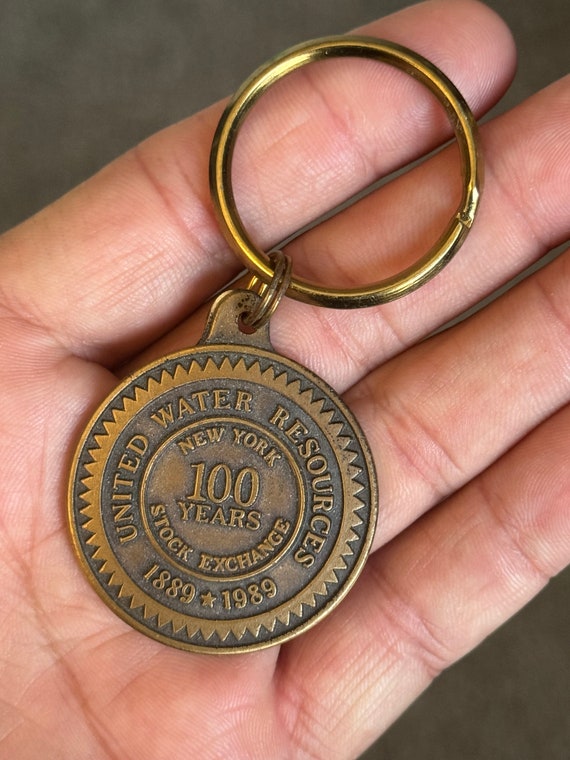 UNITED WATER RESOURCES
NEW YORK
100
YEARS
STOCK EXCHANGE
1889 ★ 1989